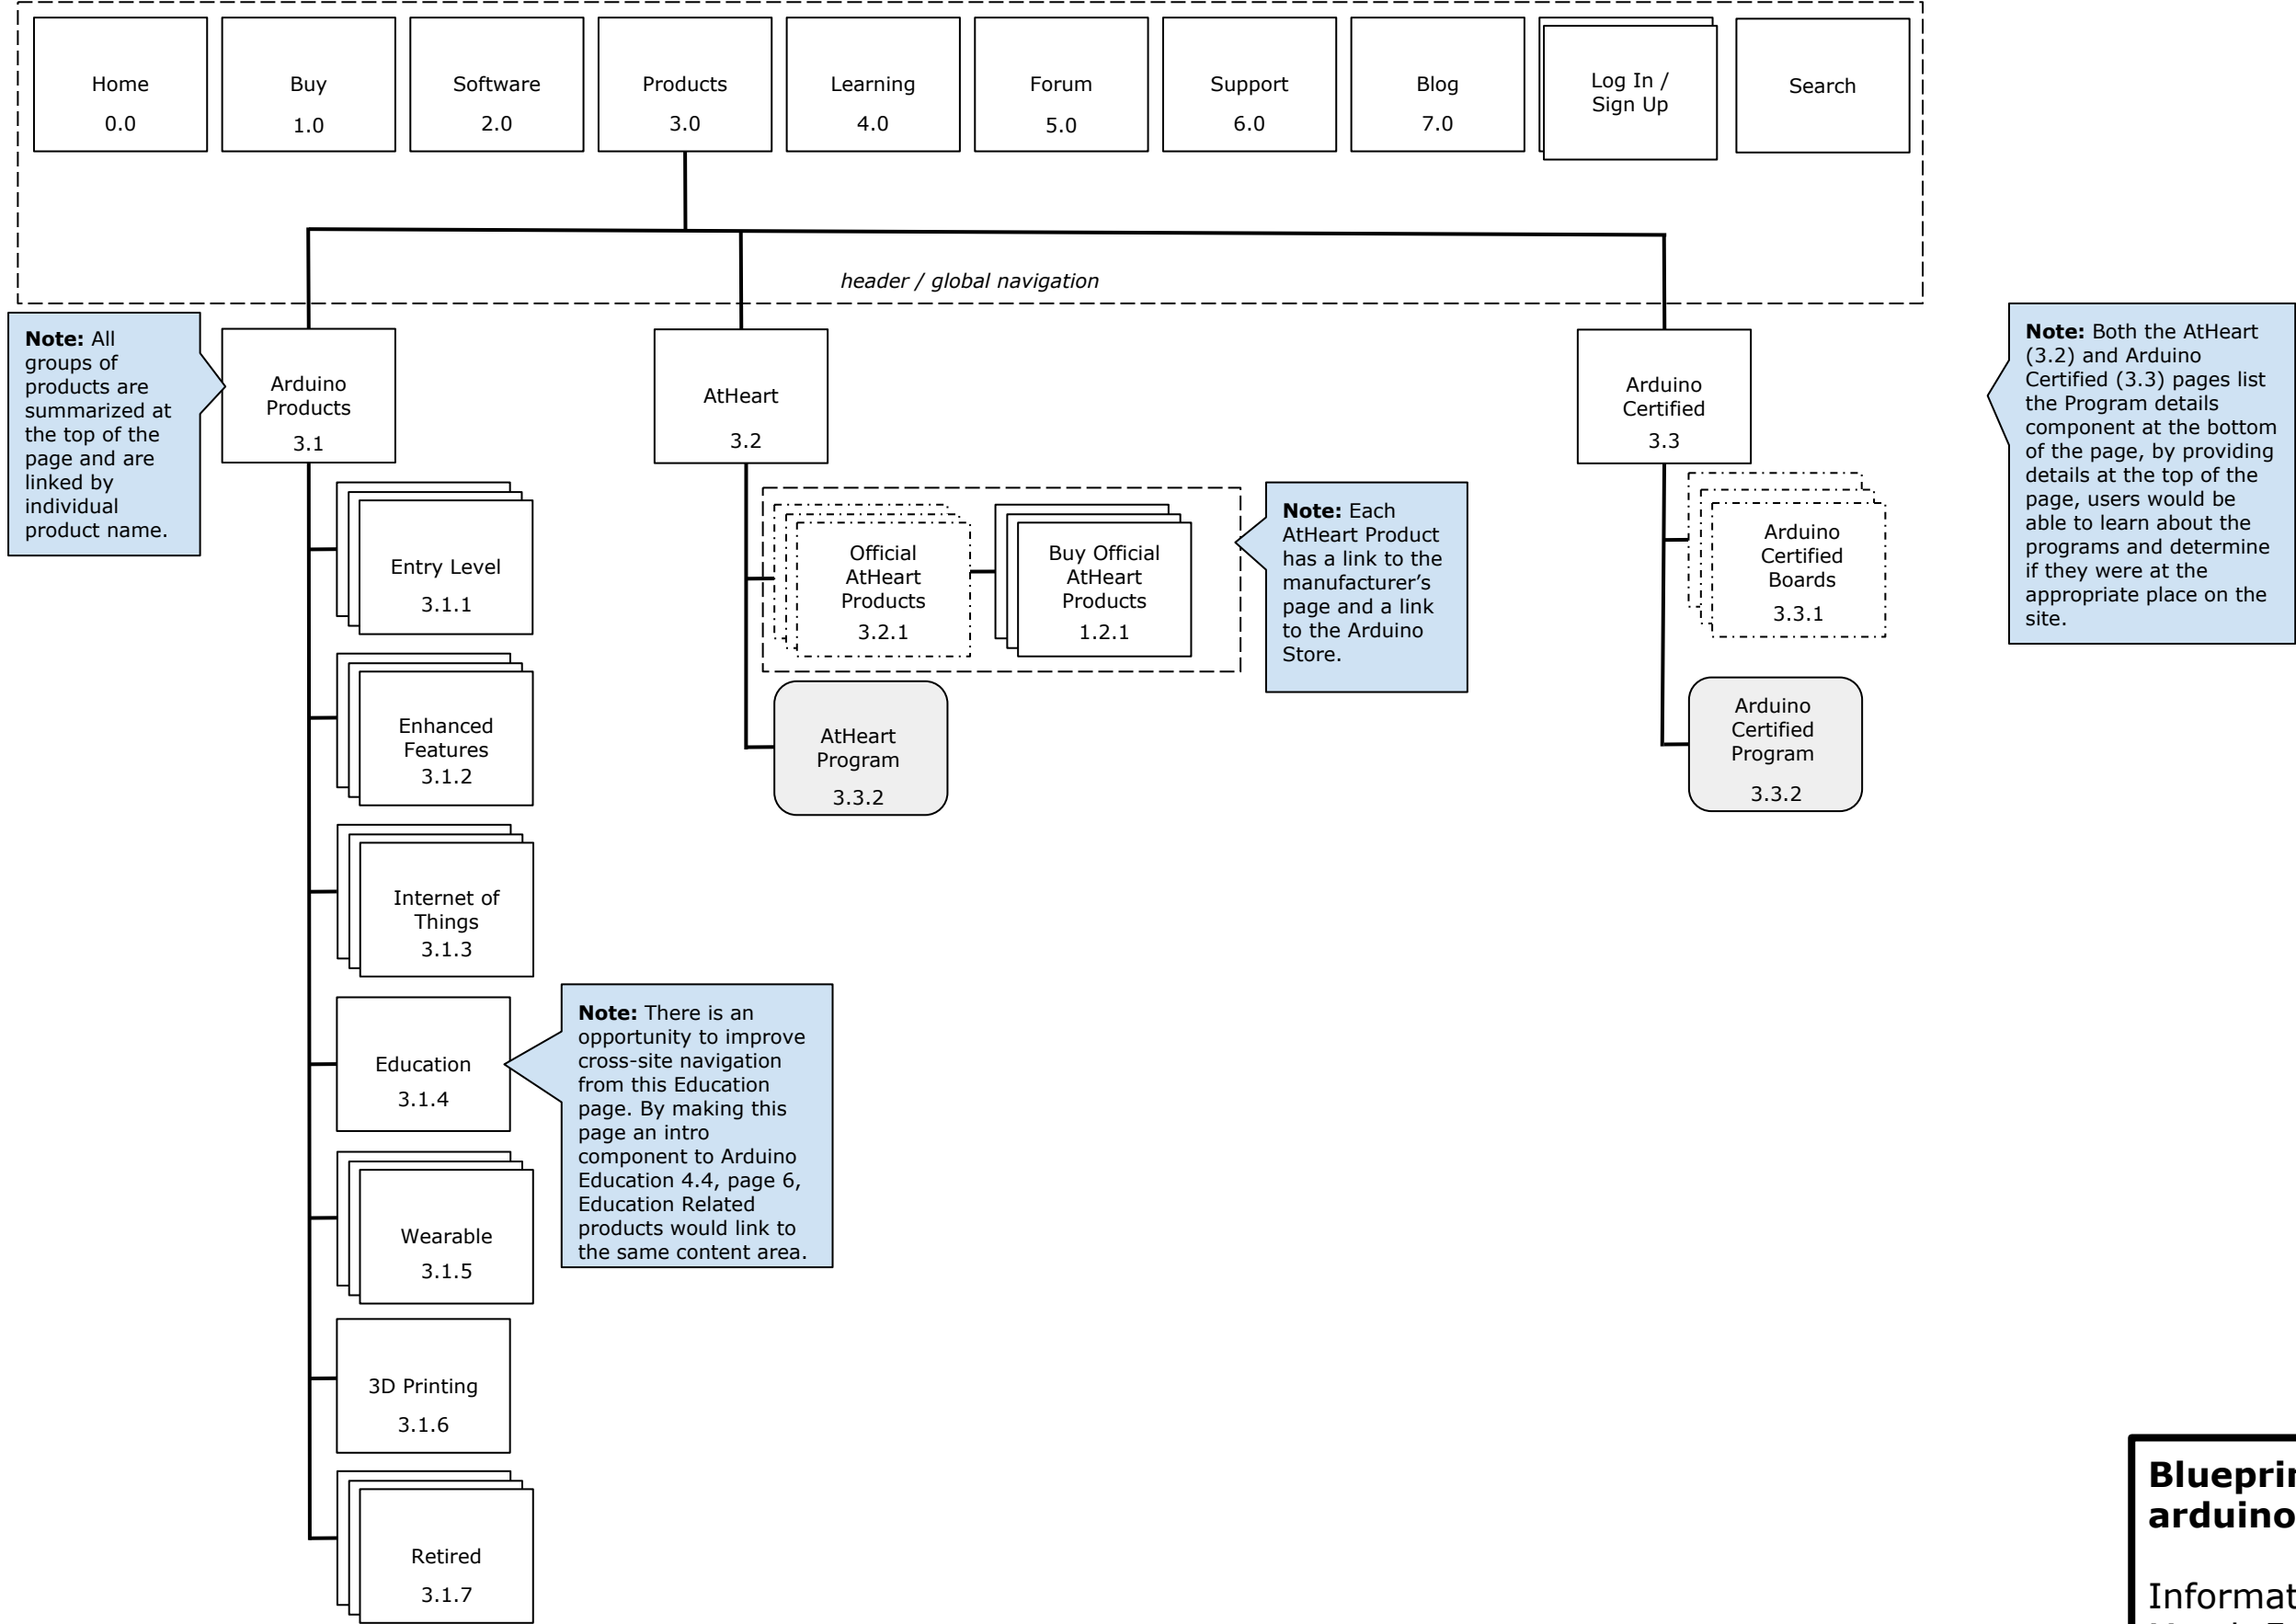 Home
0.0
Buy
1.0
Software
2.0
Products
3.0
Learning
4.0
Forum
5.0
Support
6.0
Blog
7.0
Log In /
Sign Up
Search
header / global navigation
Note: All
groups of
products are
summarized at
the top of the
page and are
linked by
individual
product name.
Arduino
Products
3.1
AtHeart
3.2
Arduino
Certified
3.3
Note: Both the AtHeart
(3.2) and Arduino
Certified (3.3) pages list
the Program details
component at the bottom
of the page, by providing
details at the top of the
page, users would be
able to learn about the
programs and determine
if they were at the
appropriate place on the
site.
Entry Level
3.1.1
Official
AtHeart
Products
3.2.1
Buy Official
AtHeart
Products
1.2.1
Note: Each
AtHeart Product
has a link to the
manufacturer’s
page and a link
to the Arduino
Store.
Arduino
Certified
Boards
3.3.1
Enhanced
Features
3.1.2
AtHeart
Program
3.3.2
Arduino
Certified
Program
3.3.2
Internet of
Things
3.1.3
Education
3.1.4
Note: There is an
opportunity to improve
cross-site navigation
from this Education
page. By making this
page an intro
component to Arduino
Education 4.4, page 6,
Education Related
products would link to
the same content area.
Wearable
3.1.5
3D Printing
3.1.6
Retired
3.1.7
arduino